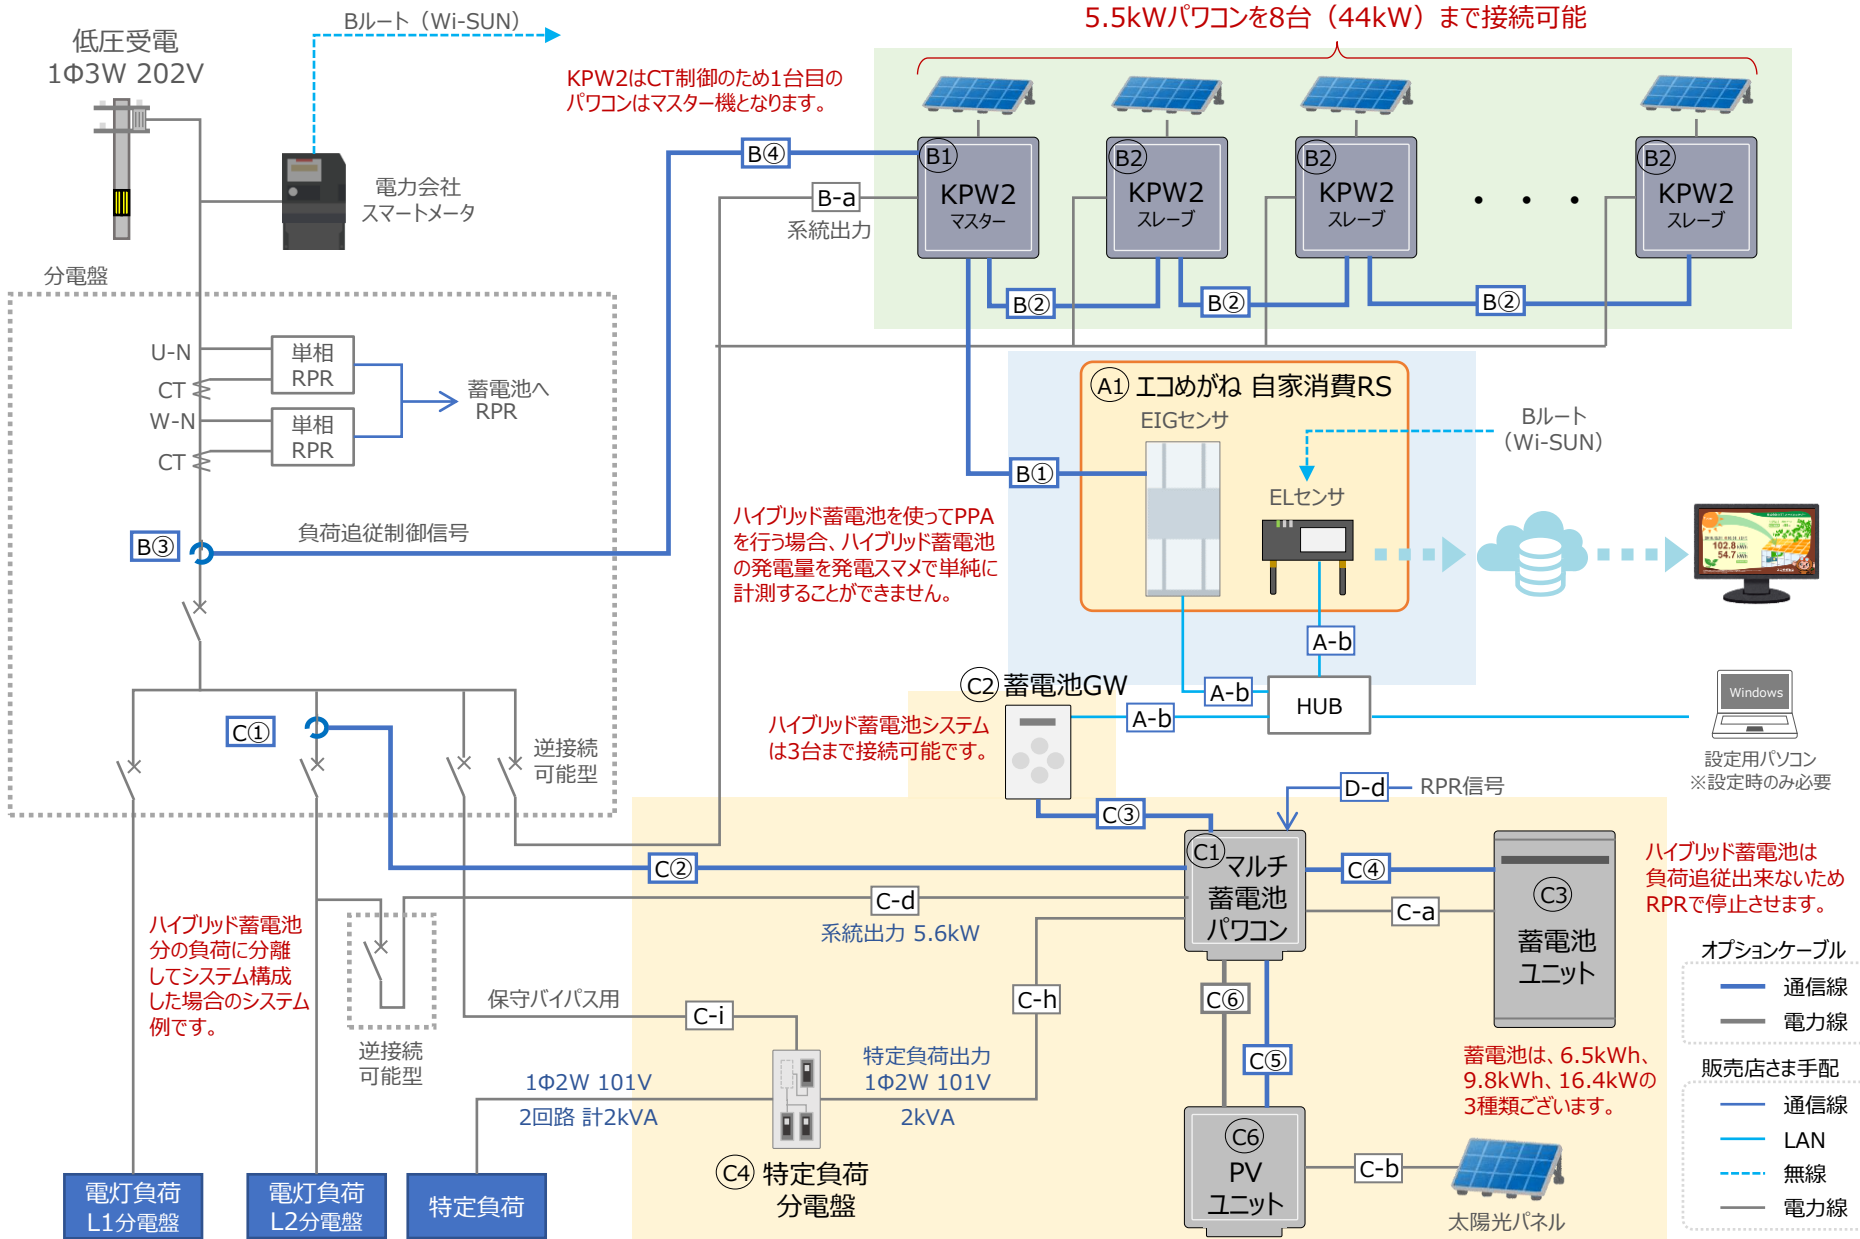 5.5kWパワコンを8台（44kW）まで接続可能
Bルート（Wi-SUN）
低圧受電
1Φ3W 202V
KPW2はCT制御のため1台目の
パワコンはマスター機となります。
電力会社
スマートメータ
B④
B-a
系統出力
B1
KPW2
マスター
B2
KPW2
スレーブ
B2
KPW2
スレーブ
・・・
B2
KPW2
スレーブ
B②
B②
B②
分電盤
U-N
CT
W-N
CT
単相
RPR
単相
RPR
蓄電池へ
RPR
B③
負荷追従制御信号
A1 エコめがね 自家消費RS
EIGセンサ
ELセンサ
B①
Bルート
（Wi-SUN）
ハイブリッド蓄電池を使ってPPA
を行う場合、ハイブリッド蓄電池
の発電量を発電スマメで単純に
計測することができません。
102.8
54.7
A-b
A-b
A-b
HUB
C2 蓄電池GW
ハイブリッド蓄電池システム
は3台まで接続可能です。
Windows
設定用パソコン
※設定時のみ必要
C①
逆接続
可能型
D-d
RPR信号
C③
C②
C1
マルチ
蓄電池
パワコン
C④
C-a
C3
蓄電池
ユニット
ハイブリッド蓄電池は
負荷追従出来ないため
RPRで停止させます。
C-d
系統出力 5.6kW
ハイブリッド蓄電池
分の負荷に分離
してシステム構成
した場合のシステム
例です。
逆接続
可能型
保守バイパス用
C-i
C-h
C⑥
C⑤
特定負荷出力
1Φ2W 101V
2kVA
1Φ2W 101V
2回路 計2kVA
蓄電池は、6.5kWh、
9.8kWh、16.4kWの
3種類ございます。
C4 特定負荷
分電盤
C6
PV
ユニット
C-b
太陽光パネル
電灯負荷
L1分電盤
電灯負荷
L2分電盤
特定負荷
オプションケーブル
通信線
電力線
販売店さま手配
通信線
LAN
無線
電力線